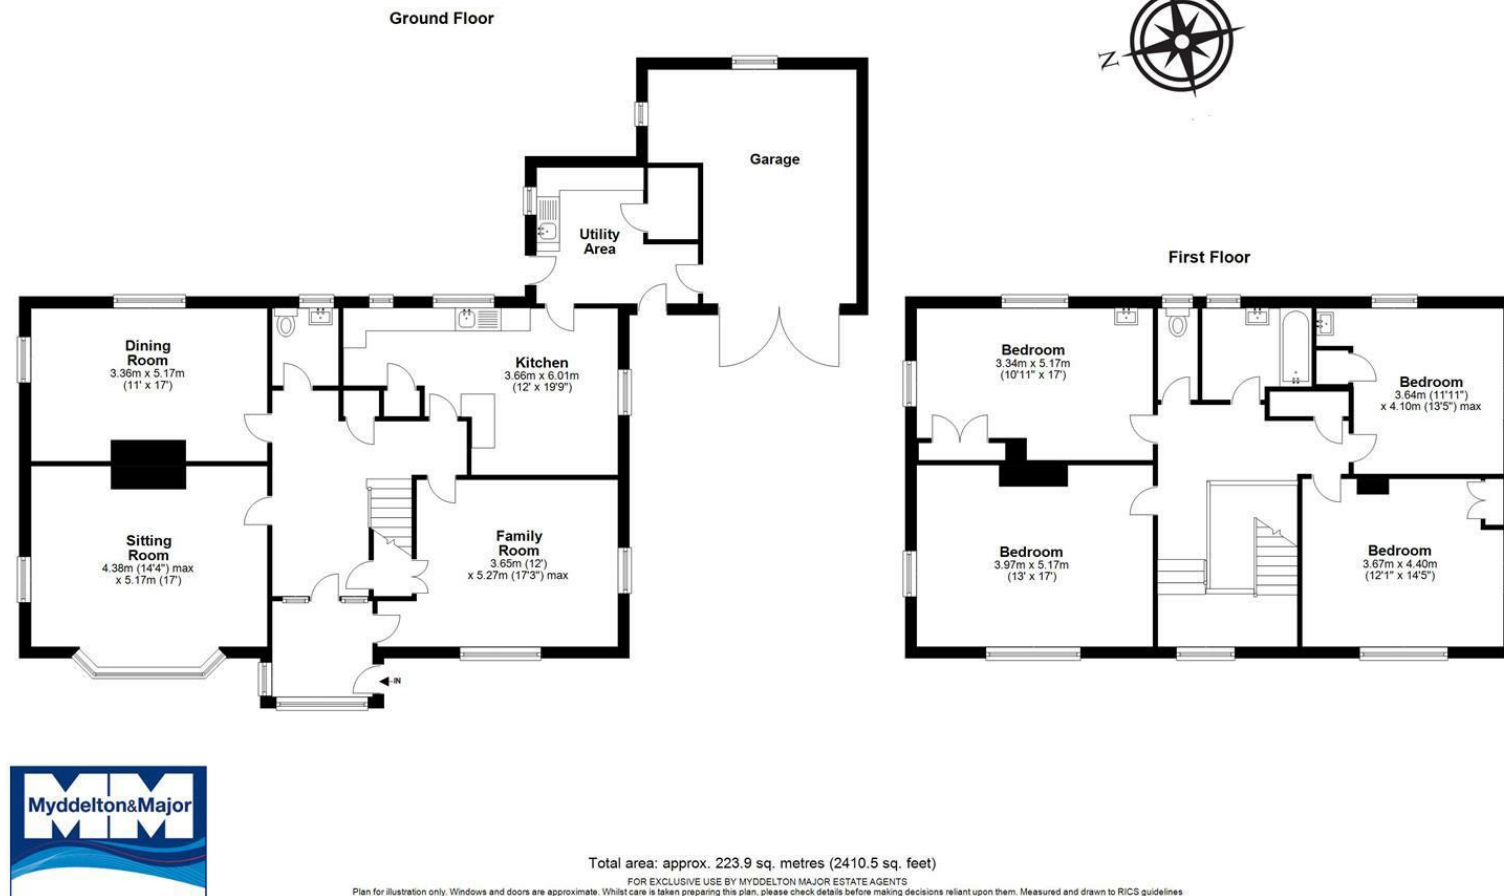 Ground Floor
N
Garage
Utility
Area
First Floor
Dining
Room
3.36m x 5.17m
(11' x 17')
Kitchen
3.66m x 6.01m
(12' x 19'9")
Bedroom
3.34m x 5.17m
(10'11" x 17')
Bedroom
3.64m (11'11")
x 4.10m (13'5") max
Sitting
Room
4.38m (14'4") max
x 5.17m (17')
Family
Room
3.65m (12')
x 5.27m (17'3") max
Bedroom
3.97m x 5.17m
(13' x 17')
Bedroom
3.67m x 4.40m
(12'1" x 14'5")
IN
MM
Myddelton&Major
Total area: approx. 223.9 sq. metres (2410.5 sq. feet)
FOR EXCLUSIVE USE BY MYDDELTON MAJOR ESTATE AGENTS
Plan for illustration only. Windows and doors are approximate. Whilst care is taken preparing this plan, please check details before making decisions reliant upon them. Measured and drawn to RICS guidelines